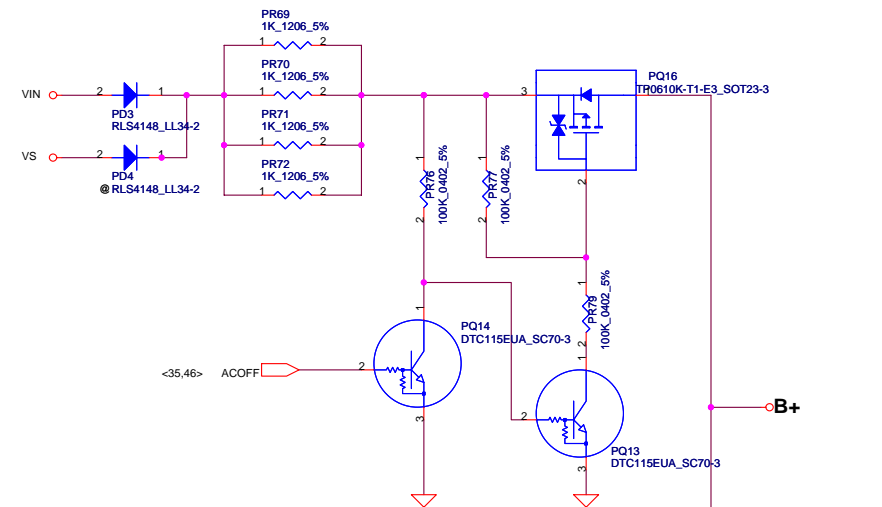 PR69
1K_1206_5%
1
2
PR70
1K_1206_5%
VIN
2
1
1
2
3
PQ16
TP0610K-T1-E3_SOT23-3
1
PD3
RLS4148_LL34-2
PR71
1K_1206_5%
1
2
VS
2
1
PD4
@ RLS4148_LL34-2
PR72
1K_1206_5%
1
2
1
PR76
100K_0402_5%
2
1
PR77
100K_0402_5%
2
2
1
PR79
100K_0402_5%
2
1
PQ14
DTC115EUA_SC70-3
<35,46>
ACOFF
2
3
1
2
PQ13
DTC115EUA_SC70-3
3
B+